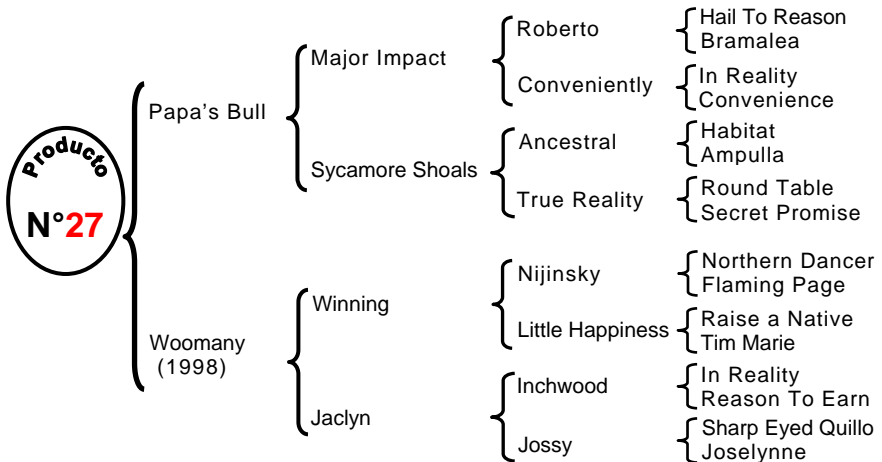 Producto
N°27
Papa's Bull
Woomany
(1998)
Major Impact
Sycamore Shoals
Winning
Jaclyn
Roberto
Conveniently
Ancestral
True Reality
Nijinsky
Little Happiness
Inchwood
Jossy
Hail To Reason
Bramalea
In Reality
Convenience
Habitat
Ampulla
Round Table
Secret Promise
Northern Dancer
Flaming Page
Raise a Native
Tim Marie
In Reality
Reason To Earn
Sharp Eyed Quillo
Joselynne